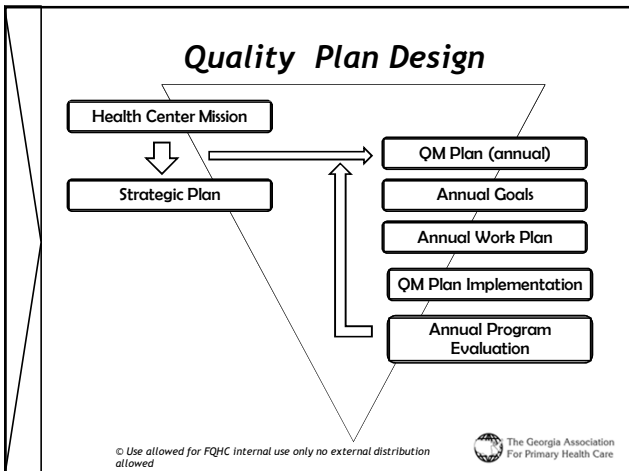 Quality Plan Design
Health Center Mission
Strategic Plan
QM Plan (annual)
Annual Goals
Annual Work Plan
QM Plan Implementation
Annual Program
Evaluation
© Use allowed for FQHC internal use only no external distribution
allowed
The Georgia Association
For Primary Health Care